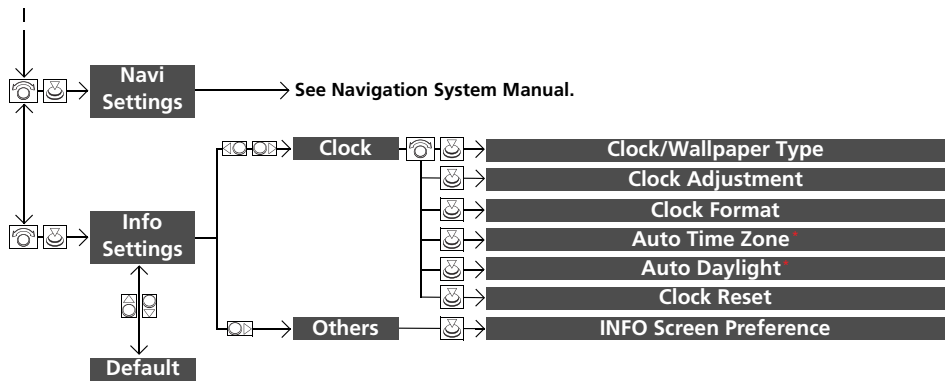 Navi
Settings
See Navigation System Manual.
Clock
Clock/Wallpaper Type
Clock Adjustment
Clock Format
Info
Settings
Auto Time Zone*
Auto Daylight*
Clock Reset
Others
INFO Screen Preference
Default